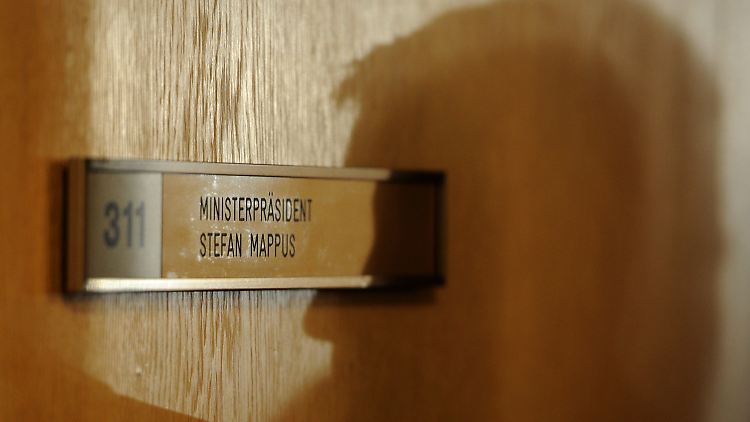 311
MINISTERPRÄSIDENT
STEFAN MAPPUS